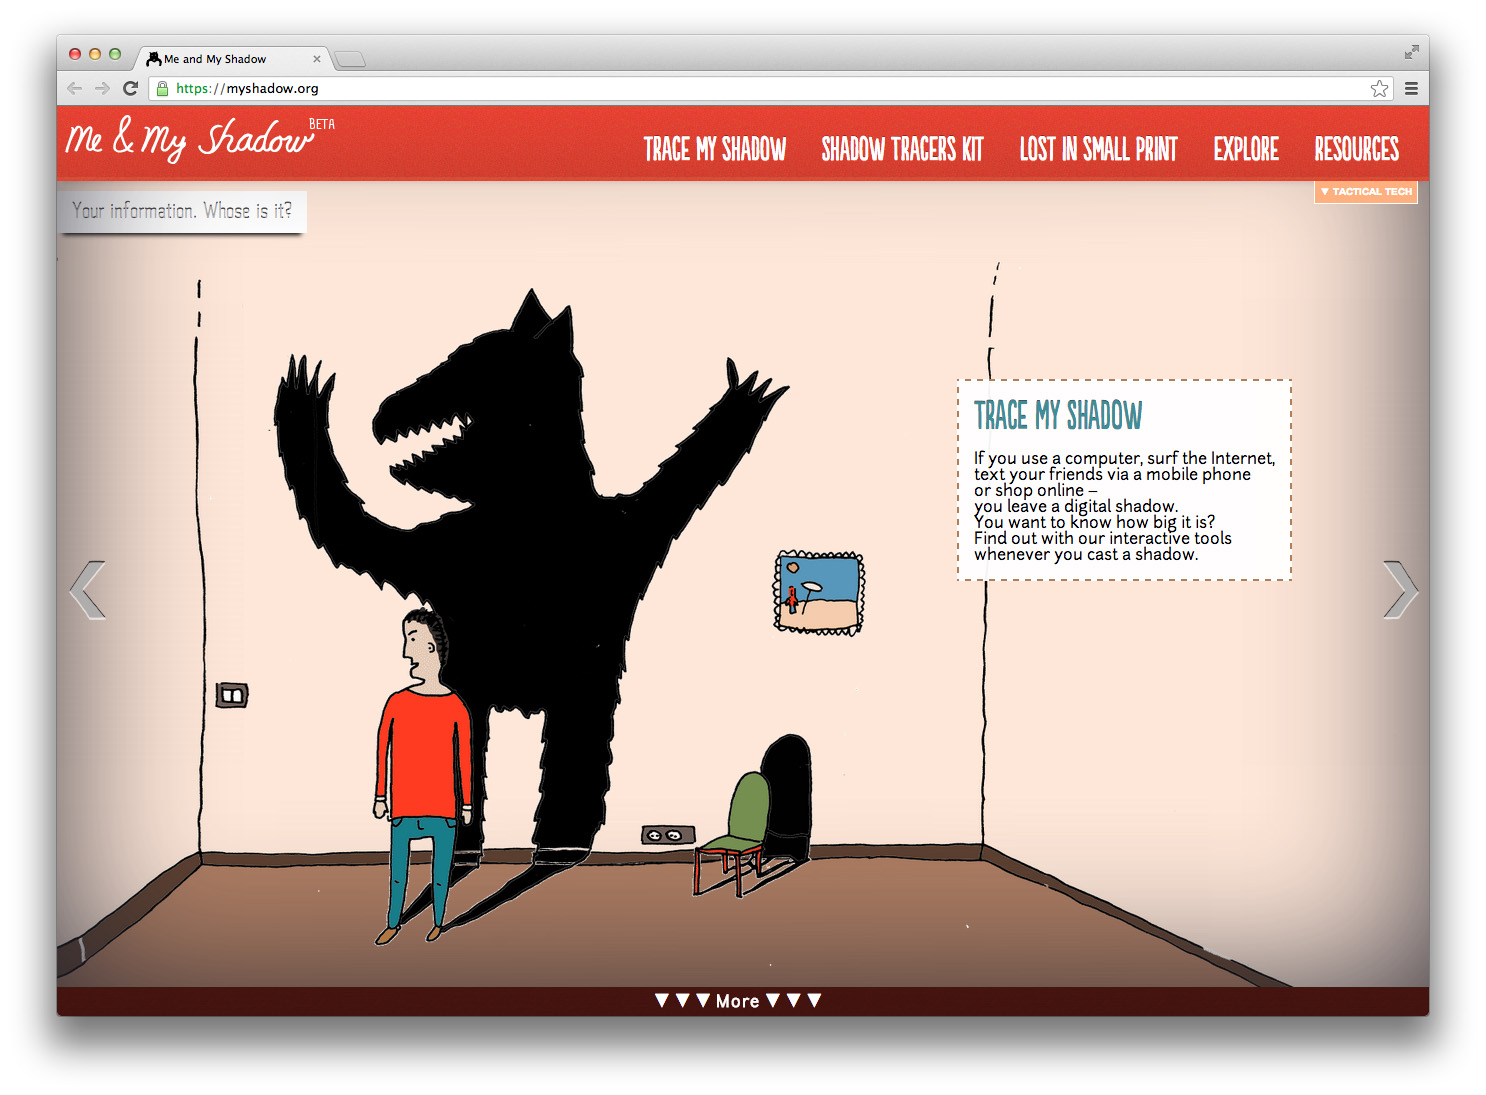 Me and My Shadow
https://myshadow.org
Me & My Shadow BETA
TRACE MY SHADOW
SHADOW TRACERS KIT
LOST IN SMALL PRINT
EXPLORE
RESOURCES
▼ TACTICAL TECH
Your information. Whose is it?
TRACE MY SHADOW
If you use a computer, surf the Internet,
text your friends via a mobile phone
or shop online –
you leave a digital shadow.
You want to know how big it is?
Find out with our interactive tools
whenever you cast a shadow.
▼ ▼ ▼ More ▼ ▼ ▼